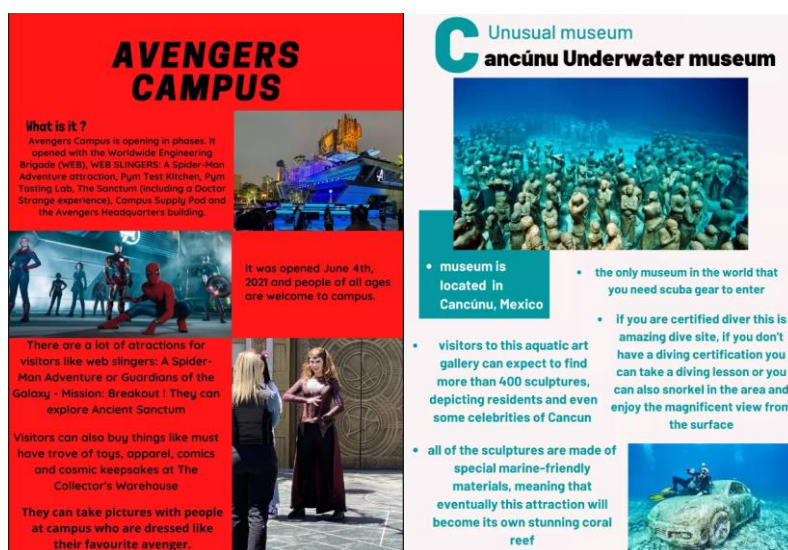 AVENGERS
CAMPUS
What is it ?
Avengers Campus is opening in phases. It
opened with the Worldwide Engineering
Brigade (WEB), WEB SLINGERS: A Spider-Man
Adventure attraction, Pym Test Kitchen, Pym
Tasting Lab, The Sanctum (including a Doctor
Strange experience), Campus Supply Pod and
the Avengers Headquarters building.
It was opened June 4th,
2021 and people of all ages
are welcome to campus.
There are a lot of atractions for
visitors like web slingers: A Spider-
Man Adventure or Guardians of the
Galaxy - Mission: Breakout ! They can
explore Ancient Sanctum
Visitors can also buy things like must
have trove of toys, apparel, comics
and cosmic keepsakes at The
Collector's Warehouse
They can take pictures with people
at campus who are dressed like
their favourite avenger.
Unusual museum
Cancúnu Underwater museum
• museum is
located in
Cancúnu, Mexico
• the only museum in the world that
you need scuba gear to enter
• if you are certified diver this is
amazing dive site, if you don't
have a diving certification you
can take a diving lesson or you
can also snorkel in the area and
enjoy the magnificent view from
the surface
• visitors to this aquatic art
gallery can expect to find
more than 400 sculptures,
depicting residents and even
some celebrities of Cancun
• all of the sculptures are made of
special marine-friendly
materials, meaning that
eventually this attraction will
become its own stunning coral
reef